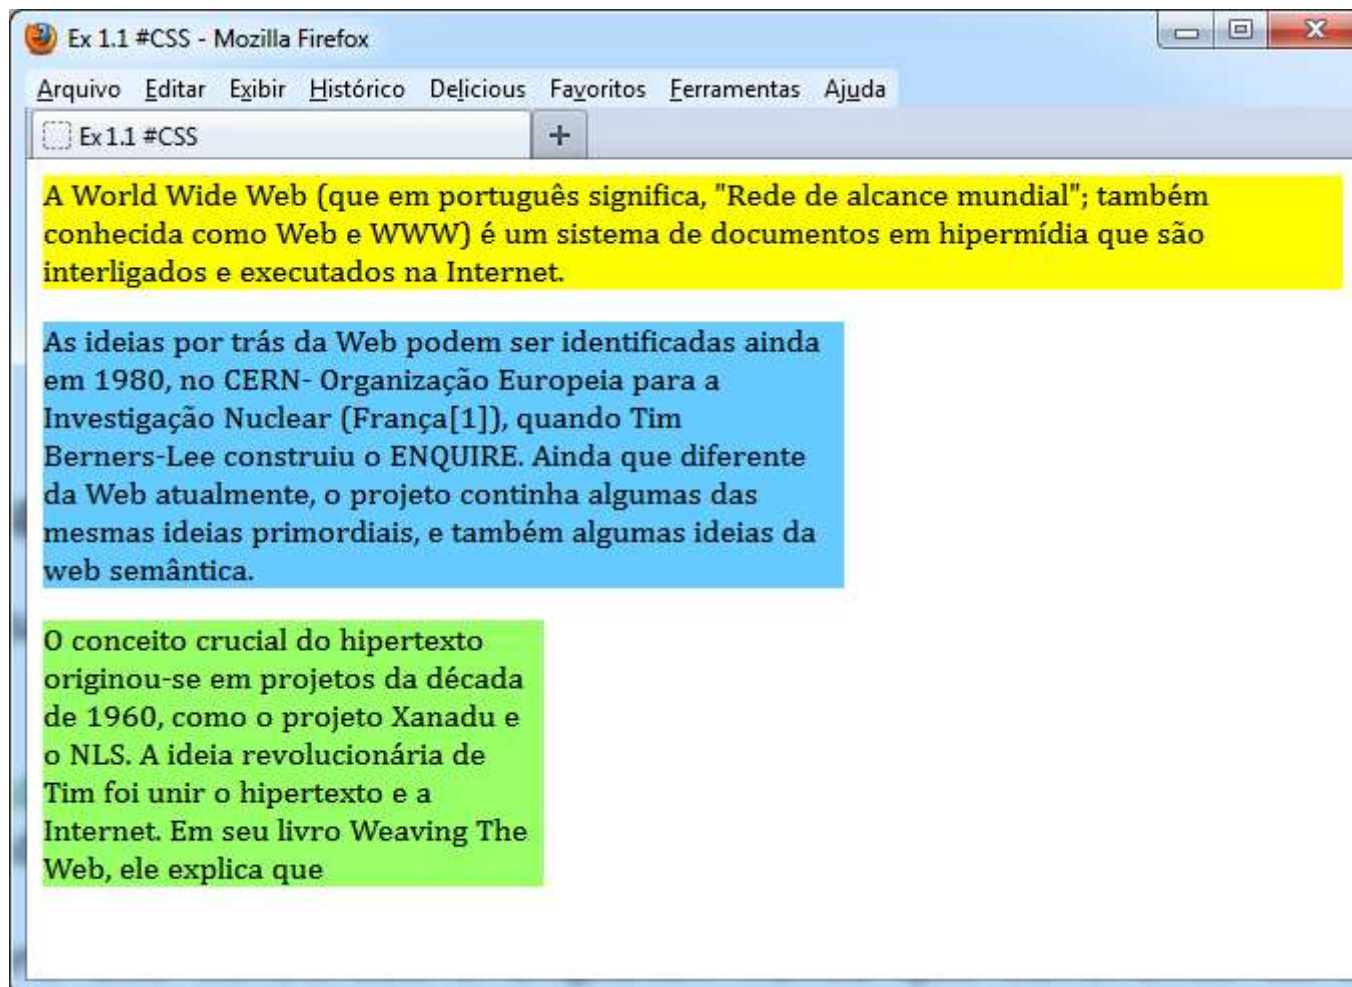 Ex 1.1 #CSS - Mozilla Firefox
Arquivo Editar Exibir Histórico Delicious Favoritos Ferramentas Ajuda
Ex 1.1 #CSS
A World Wide Web (que em português significa, "Rede de alcance mundial"; também
conhecida como Web e WWW) é um sistema de documentos em hipermídia que são
interligados e executados na Internet.
As ideias por trás da Web podem ser identificadas ainda
em 1980, no CERN- Organização Europeia para a
Investigação Nuclear (França[1]), quando Tim
Berners-Lee construiu o ENQUIRE. Ainda que diferente
da Web atualmente, o projeto continha algumas das
mesmas ideias primordiais, e também algumas ideias da
web semântica.
O conceito crucial do hipertexto
originou-se em projetos da década
de 1960, como o projeto Xanadu e
o NLS. A ideia revolucionária de
Tim foi unir o hipertexto e a
Internet. Em seu livro Weaving The
Web, ele explica que